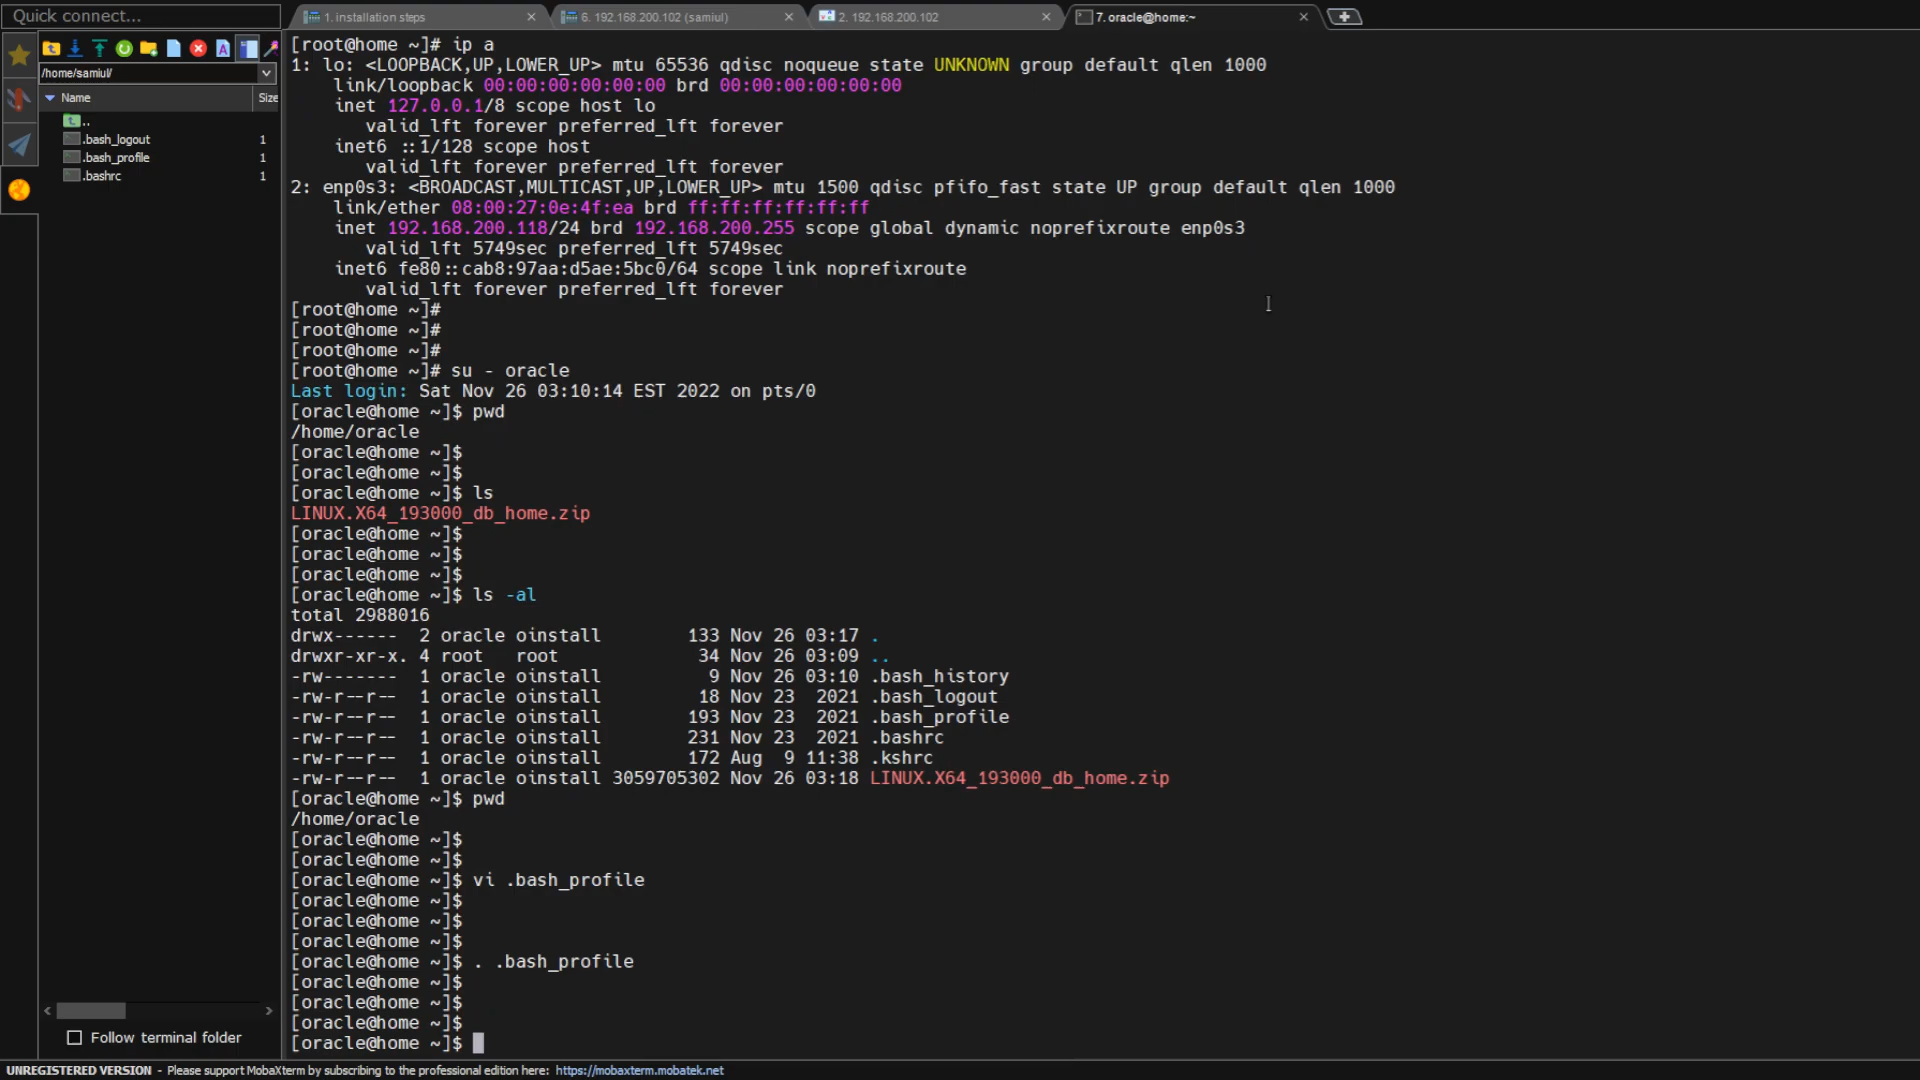 Quick connect...
1. installation steps
6. 192.168.200.102 (samiul)
2. 192.168.200.102
7. oracle@home:~
/home/samiul/
Name
Size
..
.bash_logout 1
.bash_profile 1
.bashrc 1
Follow terminal folder
[root@home ~]# ip a
1: lo: <LOOPBACK,UP,LOWER_UP> mtu 65536 qdisc noqueue state UNKNOWN group default qlen 1000
link/loopback 00:00:00:00:00:00 brd 00:00:00:00:00:00
inet 127.0.0.1/8 scope host lo
valid_lft forever preferred_lft forever
inet6 ::1/128 scope host
valid_lft forever preferred_lft forever
2: enp0s3: <BROADCAST,MULTICAST,UP,LOWER_UP> mtu 1500 qdisc pfifo_fast state UP group default qlen 1000
link/ether 08:00:27:0e:4f:ea brd ff:ff:ff:ff:ff:ff
inet 192.168.200.118/24 brd 192.168.200.255 scope global dynamic noprefixroute enp0s3
valid_lft 5749sec preferred_lft 5749sec
inet6 fe80::cab8:97aa:d5ae:5bc0/64 scope link noprefixroute
valid_lft forever preferred_lft forever
[root@home ~]#
[root@home ~]#
[root@home ~]#
[root@home ~]# su - oracle
Last login: Sat Nov 26 03:10:14 EST 2022 on pts/0
[oracle@home ~]$ pwd
/home/oracle
[oracle@home ~]$
[oracle@home ~]$
[oracle@home ~]$ ls
LINUX.X64_193000_db_home.zip
[oracle@home ~]$
[oracle@home ~]$
[oracle@home ~]$
[oracle@home ~]$ ls -al
total 2988016
drwx------ 2 oracle oinstall 133 Nov 26 03:17 .
drwxr-xr-x. 4 root root 34 Nov 26 03:09 ..
-rw------- 1 oracle oinstall 9 Nov 26 03:10 .bash_history
-rw-r--r-- 1 oracle oinstall 18 Nov 23 2021 .bash_logout
-rw-r--r-- 1 oracle oinstall 193 Nov 23 2021 .bash_profile
-rw-r--r-- 1 oracle oinstall 231 Nov 23 2021 .bashrc
-rw-r--r-- 1 oracle oinstall 172 Aug 9 11:38 .kshrc
-rw-r--r-- 1 oracle oinstall 3059705302 Nov 26 03:18 LINUX.X64_193000_db_home.zip
[oracle@home ~]$ pwd
/home/oracle
[oracle@home ~]$
[oracle@home ~]$
[oracle@home ~]$ vi .bash_profile
[oracle@home ~]$
[oracle@home ~]$
[oracle@home ~]$
[oracle@home ~]$ . .bash_profile
[oracle@home ~]$
[oracle@home ~]$
[oracle@home ~]$
[oracle@home ~]$
UNREGISTERED VERSION - Please support MobaXterm by subscribing to the professional edition here: https://mobaxterm.mobatek.net